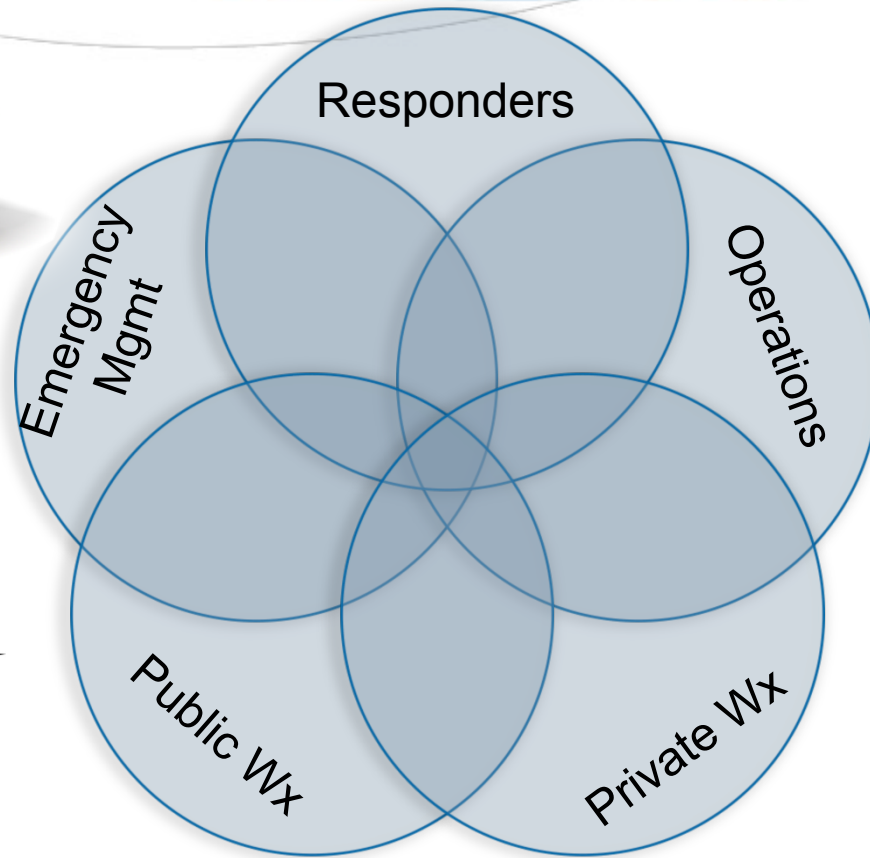 Responders
Emergency
Mgmt
Operations
Public Wx
Private Wx